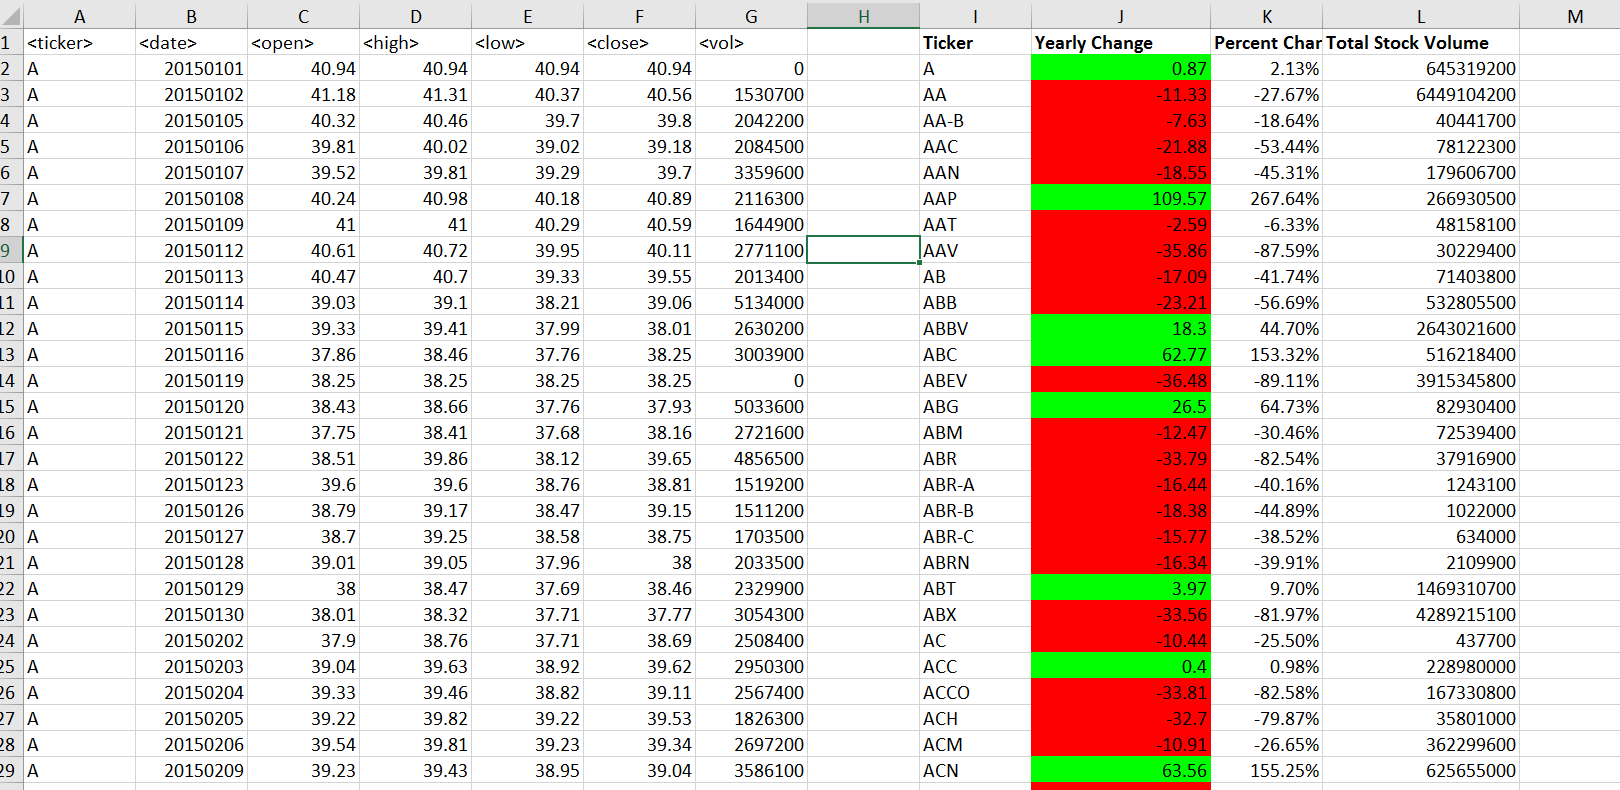 A B C D E F G H I J K L M
1 <ticker> <date> <open> <high> <low> <close> <vol> Ticker Yearly Change Percent Char Total Stock Volume
2 A 20150101 40.94 40.94 40.94 40.94 0 A 0.87 2.13% 645319200
3 A 20150102 41.18 41.31 40.37 40.56 1530700 AA -11.33 -27.67% 6449104200
4 A 20150105 40.32 40.46 39.7 39.8 2042200 AA-B -7.63 -18.64% 40441700
5 A 20150106 39.81 40.02 39.02 39.18 2084500 AAC -21.88 -53.44% 78122300
6 A 20150107 39.52 39.81 39.29 39.7 3359600 AAN -18.55 -45.31% 179606700
7 A 20150108 40.24 40.98 40.18 40.89 2116300 AAP 109.57 267.64% 266930500
8 A 20150109 41 41 40.29 40.59 1644900 AAT -2.59 -6.33% 48158100
9 A 20150112 40.61 40.72 39.95 40.11 2771100 AAV -35.86 -87.59% 30229400
10 A 20150113 40.47 40.7 39.33 39.55 2013400 AB -17.09 -41.74% 71403800
11 A 20150114 39.03 39.1 38.21 39.06 5134000 ABB -23.21 -56.69% 532805500
12 A 20150115 39.33 39.41 37.99 38.01 2630200 ABBV 18.3 44.70% 2643021600
13 A 20150116 37.86 38.46 37.76 38.25 3003900 ABC 62.77 153.32% 516218400
14 A 20150119 38.25 38.25 38.25 38.25 0 ABEV -36.48 -89.11% 3915345800
15 A 20150120 38.43 38.66 37.76 37.93 5033600 ABG 26.5 64.73% 82930400
16 A 20150121 37.75 38.41 37.68 38.16 2721600 ABM -12.47 -30.46% 72539400
17 A 20150122 38.51 39.86 38.12 39.65 4856500 ABR -33.79 -82.54% 37916900
18 A 20150123 39.6 39.6 38.76 38.81 1519200 ABR-A -16.44 -40.16% 1243100
19 A 20150126 38.79 39.17 38.47 39.15 1511200 ABR-B -18.38 -44.89% 1022000
20 A 20150127 38.7 39.25 38.58 38.75 1703500 ABR-C -15.77 -38.52% 634000
21 A 20150128 39.01 39.05 37.96 38 2033500 ABRN -16.34 -39.91% 2109900
22 A 20150129 38 38.47 37.69 38.46 2329900 ABT 3.97 9.70% 1469310700
23 A 20150130 38.01 38.32 37.71 37.77 3054300 ABX -33.56 -81.97% 4289215100
24 A 20150202 37.9 38.76 37.71 38.69 2508400 AC -10.44 -25.50% 437700
25 A 20150203 39.04 39.63 38.92 39.62 2950300 ACC 0.4 0.98% 228980000
26 A 20150204 39.33 39.46 38.82 39.11 2567400 ACCO -33.81 -82.58% 167330800
27 A 20150205 39.22 39.82 39.22 39.53 1826300 ACH -32.7 -79.87% 35801000
28 A 20150206 39.54 39.81 39.23 39.34 2697200 ACM -10.91 -26.65% 362299600
29 A 20150209 39.23 39.43 38.95 39.04 3586100 ACN 63.56 155.25% 625655000